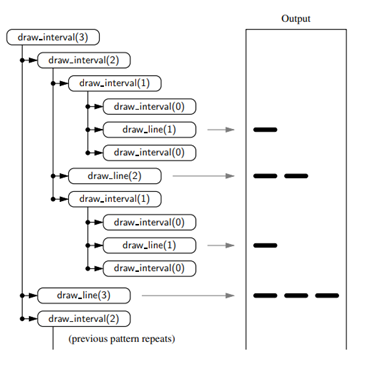 Output
draw_interval(3)
draw_interval(2)
draw_interval(1)
draw_interval(0)
draw_line(1)
draw_interval(0)
draw_line(2)
draw_interval(1)
draw_interval(0)
draw_line(1)
draw_interval(0)
draw_line(3)
draw_interval(2)
(previous pattern repeats)